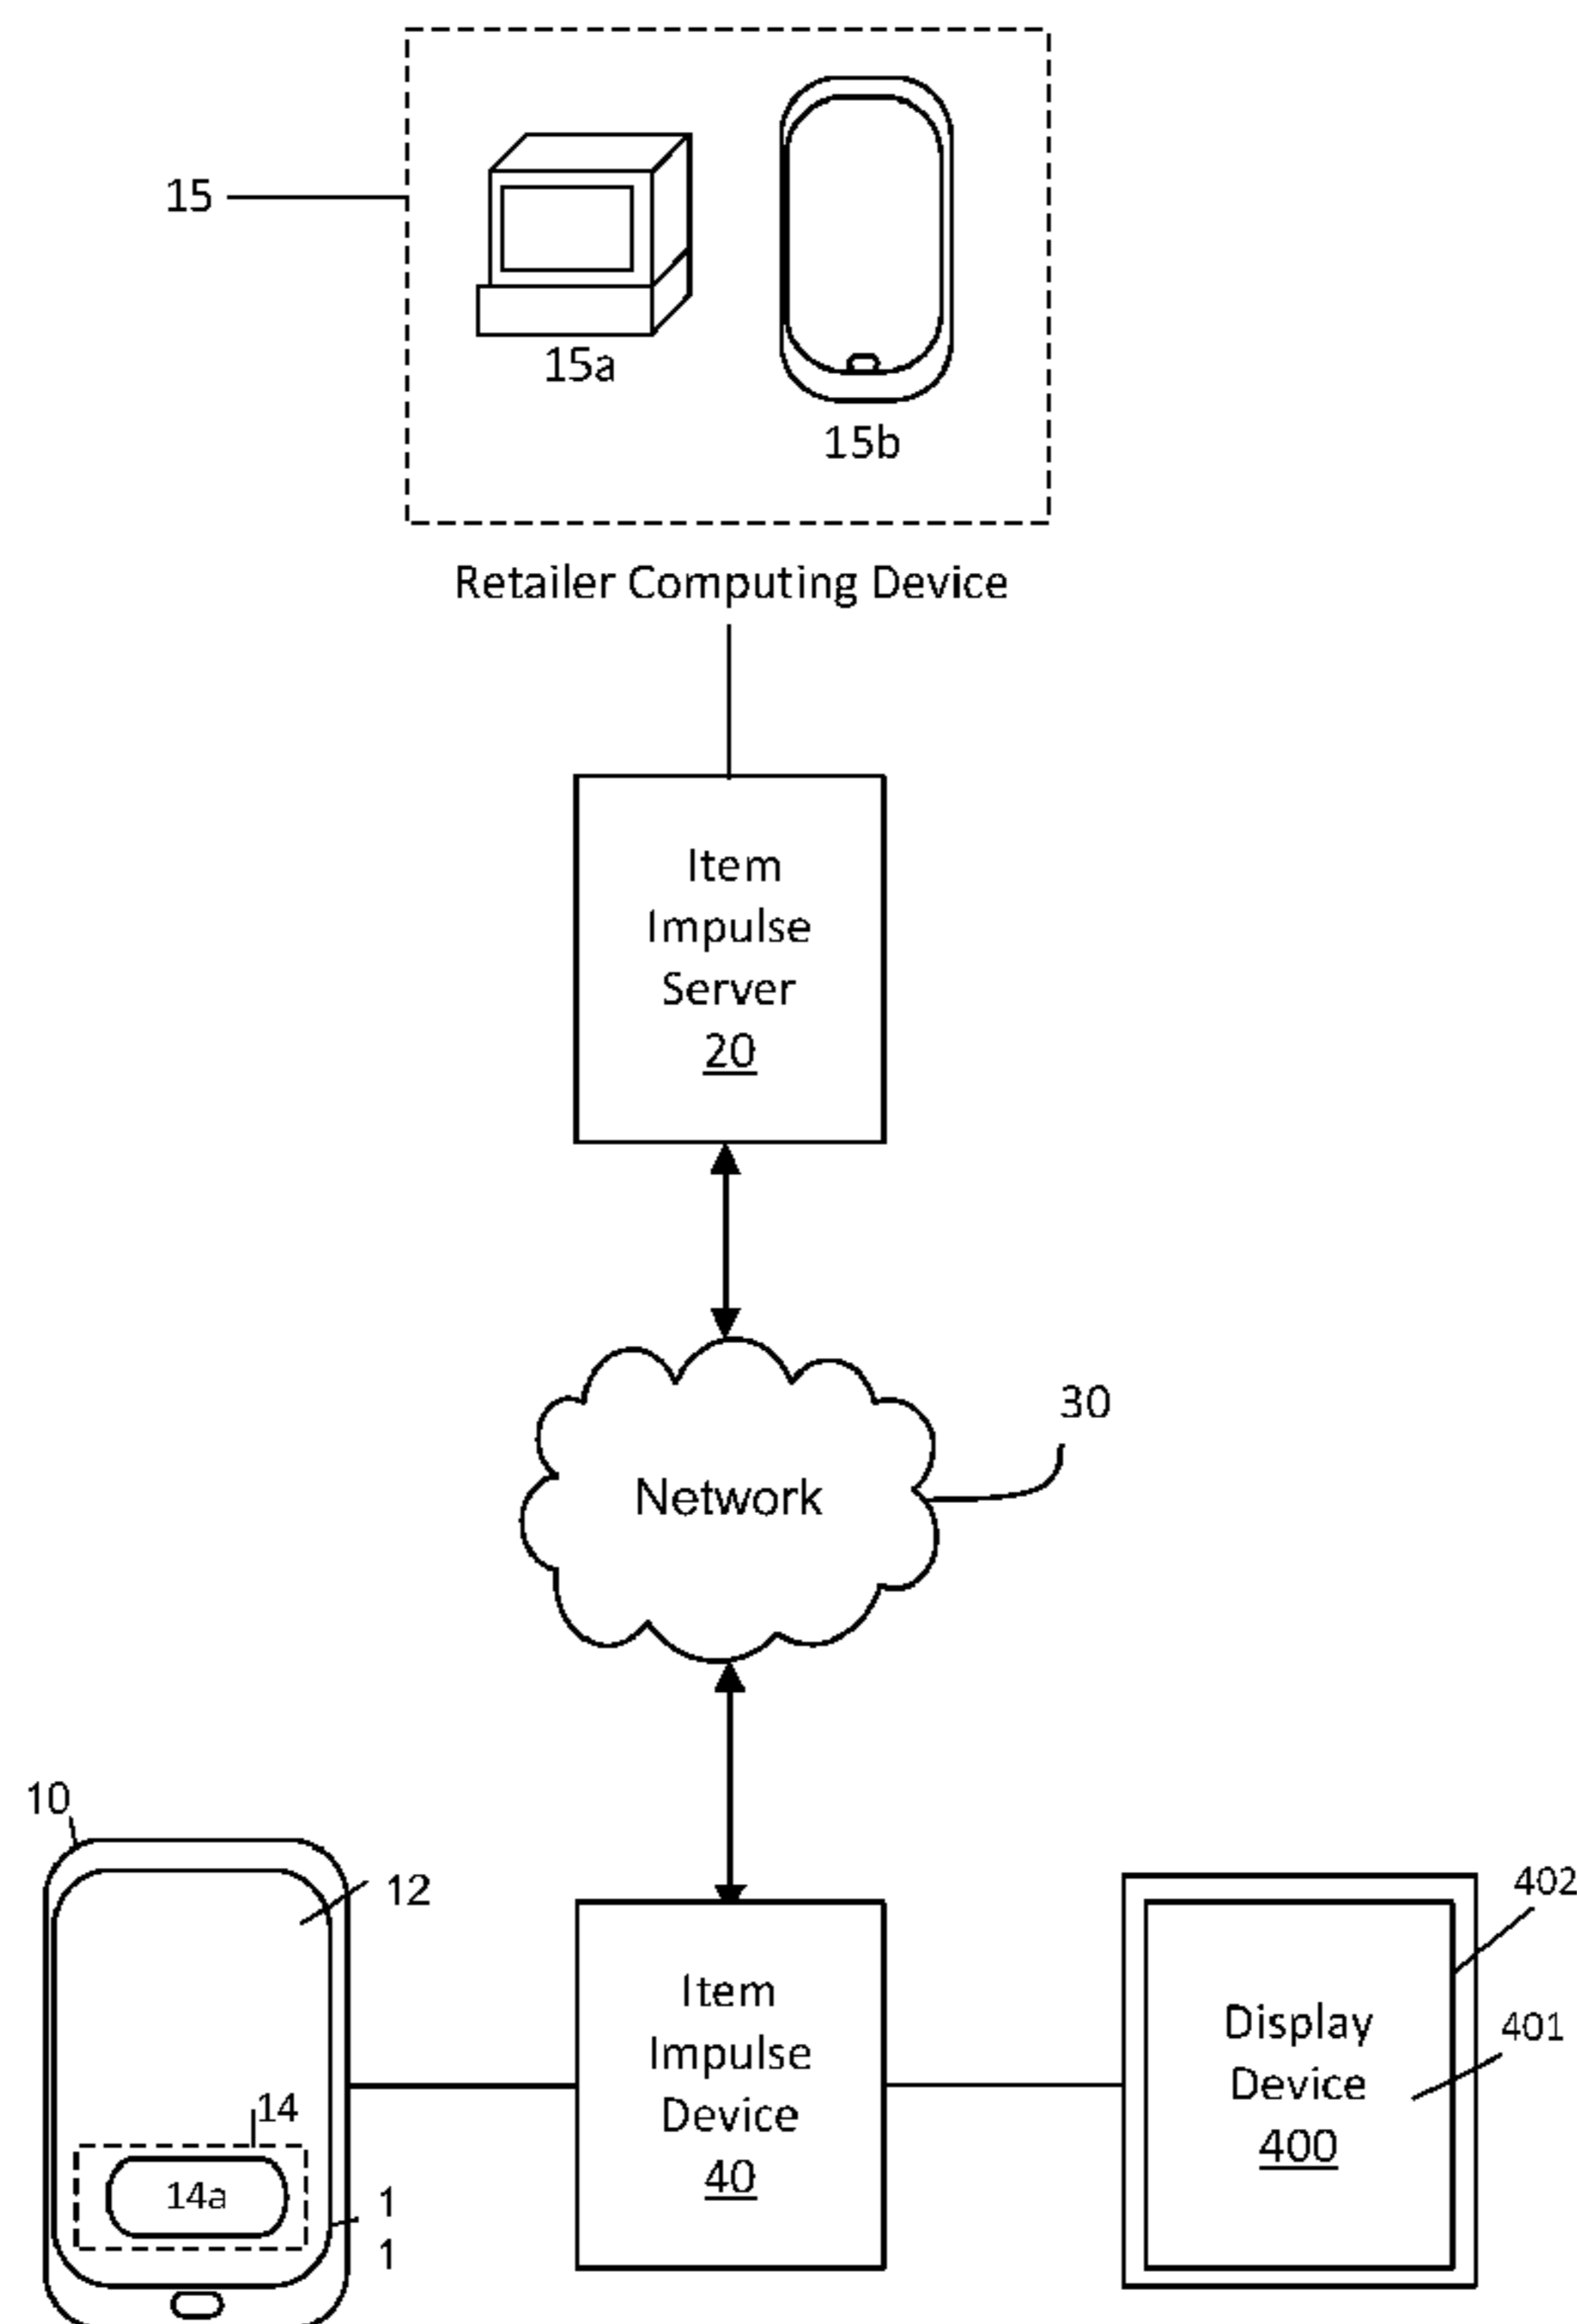 15
15a
15b
Retailer Computing Device
Item
Impulse
Server
20
30
Network
10
12
14
14a
1
1
Item
Impulse
Device
40
Display
Device
400
402
401